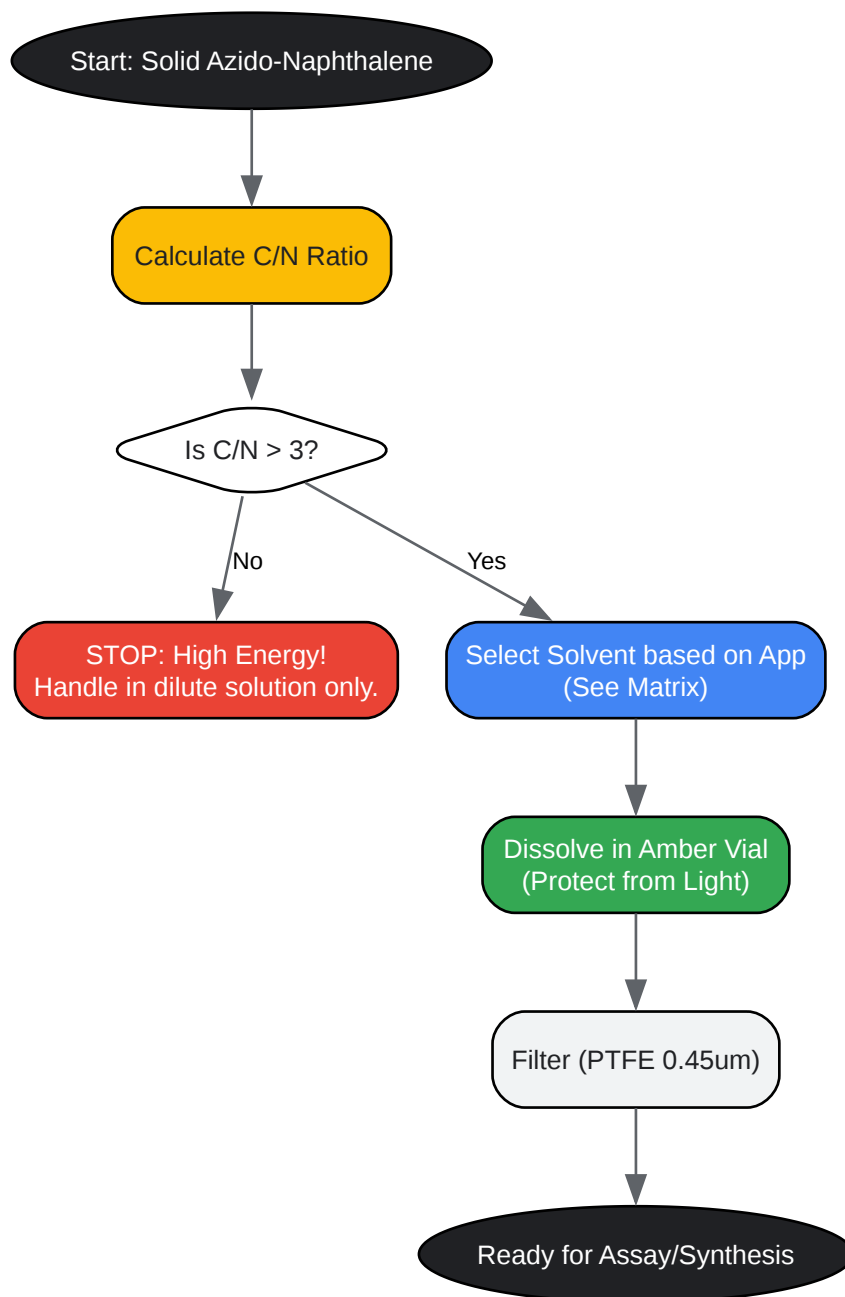 Start: Solid Azido-Naphthalene
Calculate C/N Ratio
Is C/N > 3?
No
Yes
STOP: High Energy!
Handle in dilute solution only.
Select Solvent based on App
(See Matrix)
Dissolve in Amber Vial
(Protect from Light)
Filter (PTFE 0.45um)
Ready for Assay/Synthesis